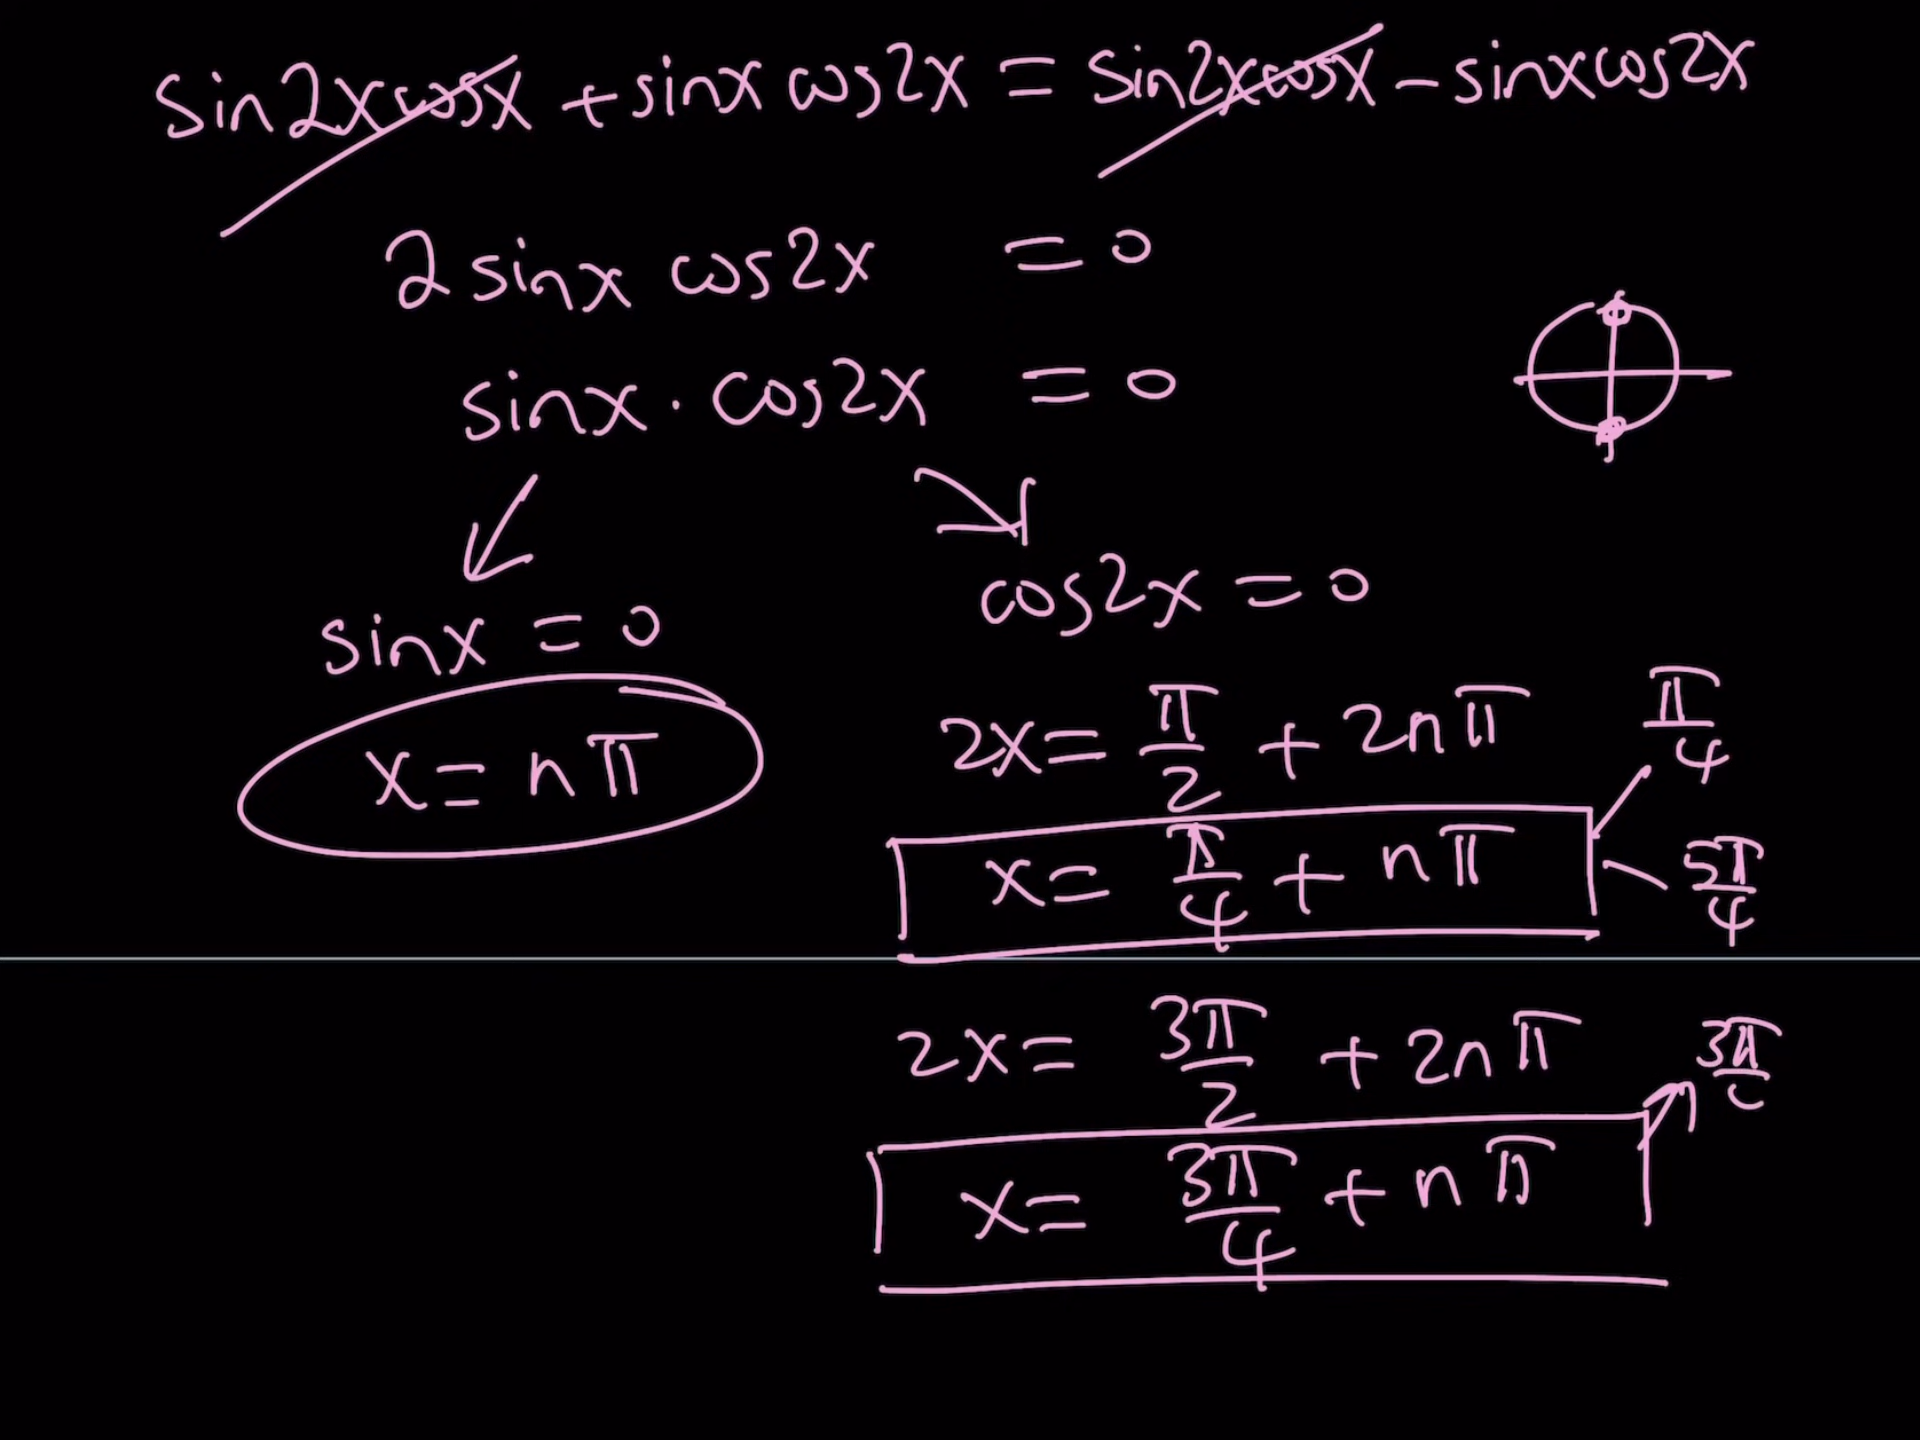 sin2xcosx + sinx cos2x = sin2xcosx - sinxcos2x
2 sinx cos2x = 0
sinx · cos2x = 0
sinx = 0
x = nπ
cos2x = 0
2x = π/2 + 2nπ
x = π/4 + nπ
π/4
5π/4
2x = 3π/2 + 2nπ
3π
x = 3π/4 + nπ